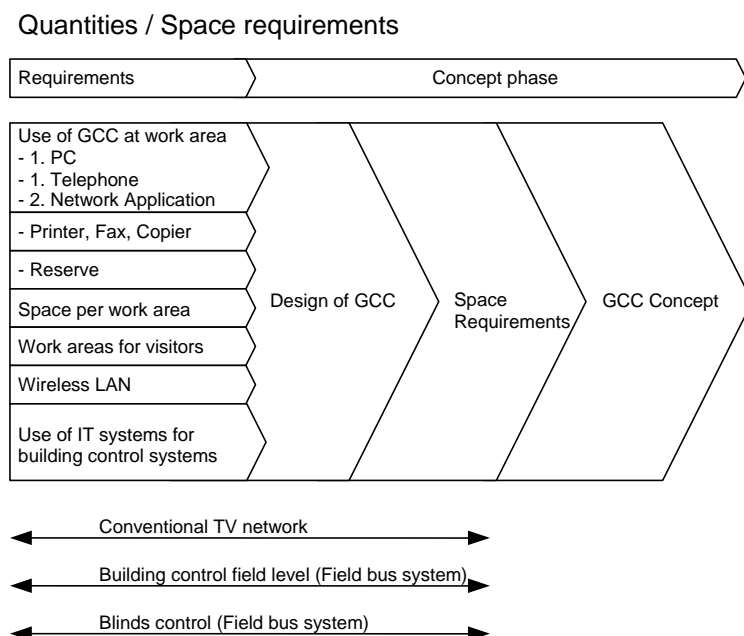 Quantities / Space requirements
Requirements
Concept phase
Use of GCC at work area
- 1. PC
- 1. Telephone
- 2. Network Application
- Printer, Fax, Copier
- Reserve
Space per work area
Work areas for visitors
Wireless LAN
Use of IT systems for
building control systems
Design of GCC
Space
Requirements
GCC Concept
Conventional TV network
Building control field level (Field bus system)
Blinds control (Field bus system)